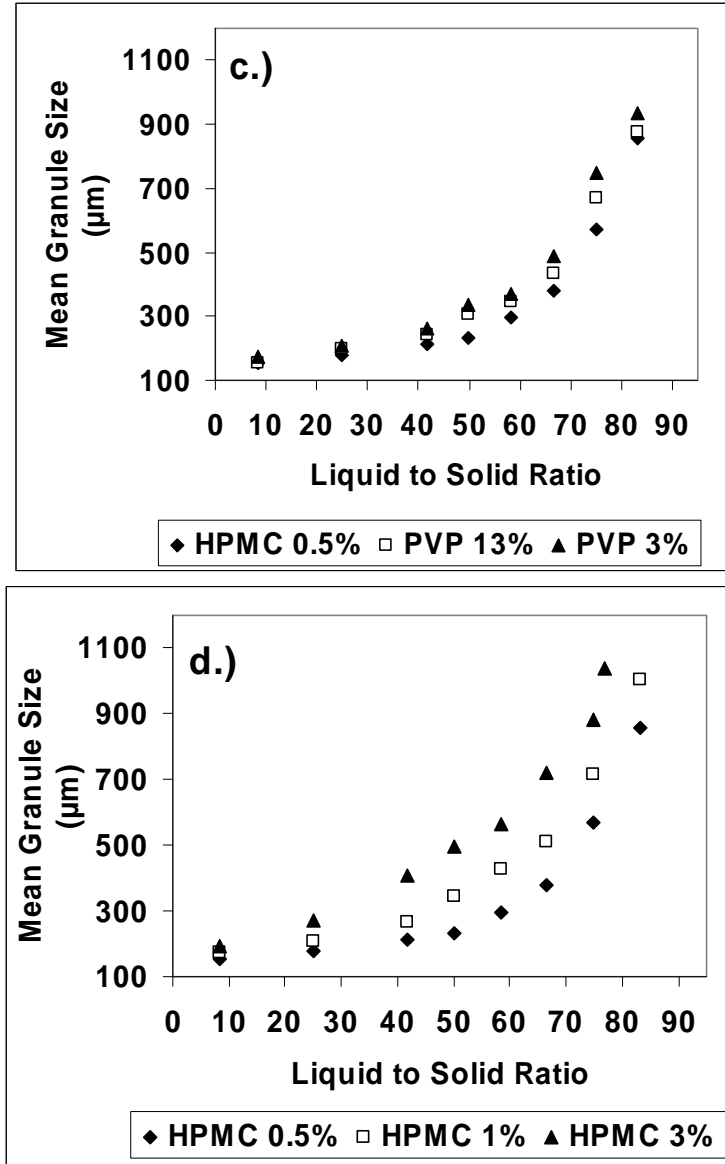 c.)
Mean Granule Size
(µm)
1100
900
700
500
300
100
0 10 20 30 40 50 60 70 80 90
Liquid to Solid Ratio
HPMC 0.5% PVP 13% PVP 3%
d.)
Mean Granule Size
(µm)
1100
900
700
500
300
100
0 10 20 30 40 50 60 70 80 90
Liquid to Solid Ratio
HPMC 0.5% HPMC 1% HPMC 3%